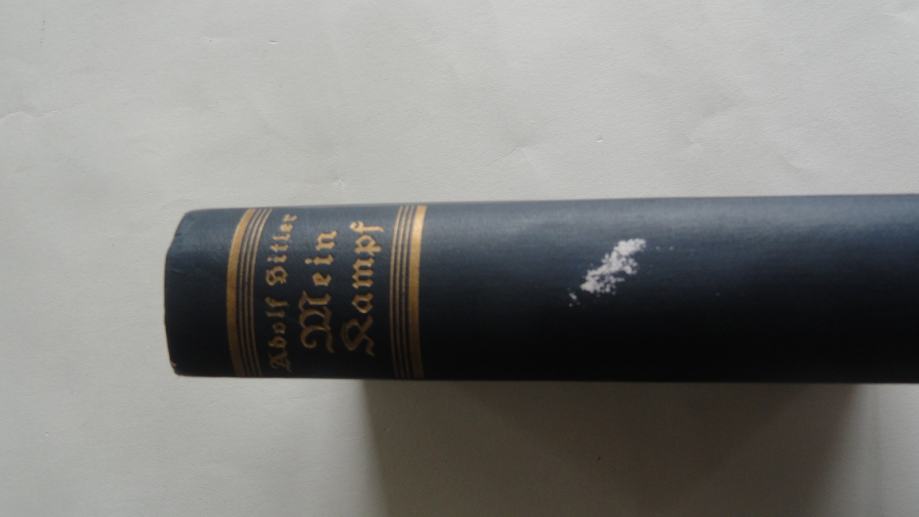 Adolf Hitler
Mein
Kampf